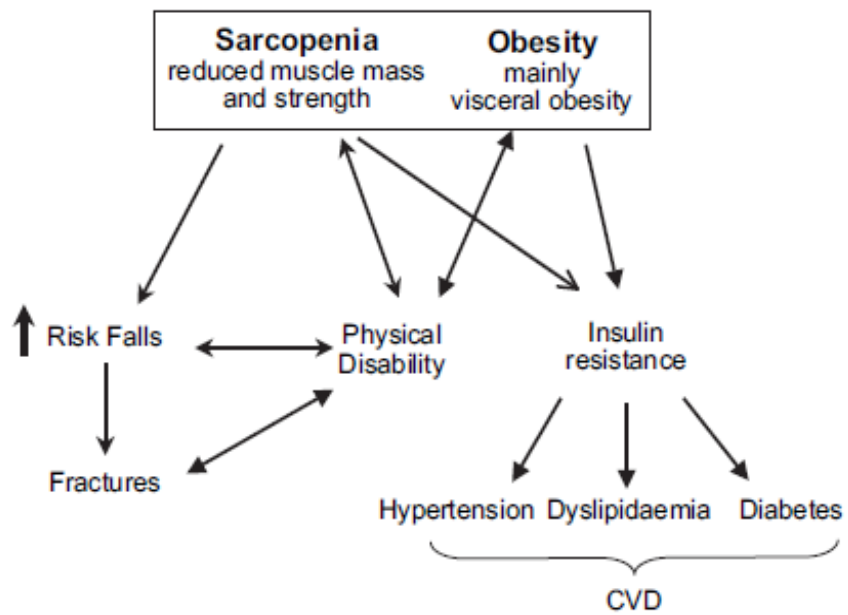 Sarcopenia
reduced muscle mass
and strength
Obesity
mainly
visceral obesity
Risk Falls
Physical
Disability
Insulin
resistance
Fractures
Hypertension Dyslipidaemia Diabetes
CVD